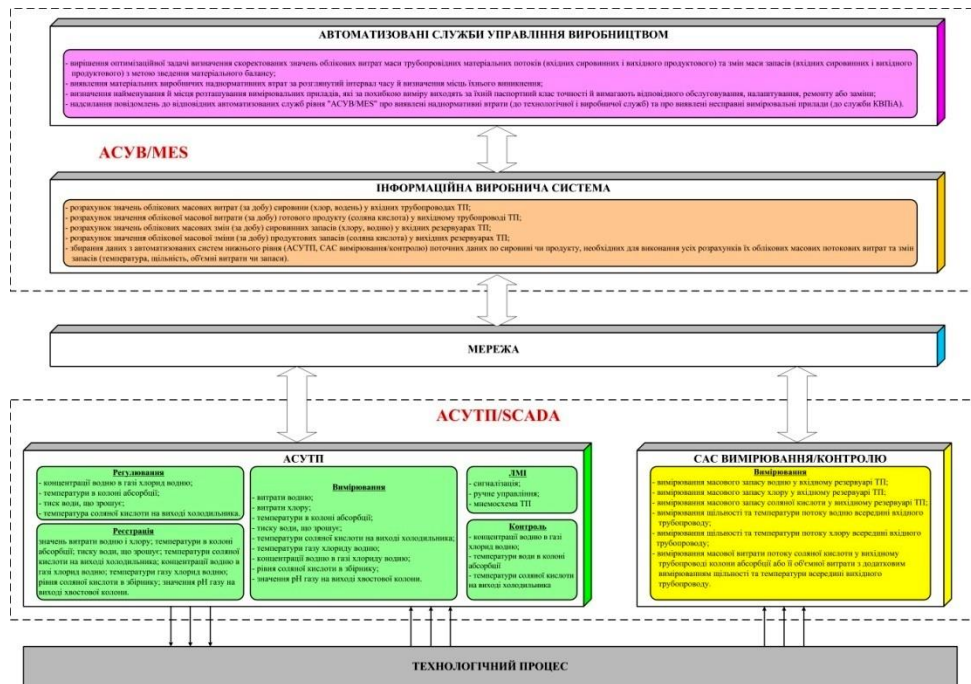 АВТОМАТИЗОВАНІ СЛУЖБИ УПРАВЛІННЯ ВИРОБНИЦТВОМ
- вирішення оптимізаційної задачі визначення скоректованих значень облікових витрат маси трубопровідних матеріальних потоків (вхідних сировинних і вихідного продуктового) та змін маси запасів (вхідних сировинних і вихідного
продуктового) з метою зведення матеріального балансу;
- виявлення матеріальних виробничих наднормативних втрат за розглянутий інтервал часу й визначення місць їхнього виникнення;
- визначення найменування й місця розташування вимірювальних приладів, які за похибкою виміру виходять за їхній паспортний клас точності й вимагають відповідного обслуговування, налаштування, ремонту або заміни;
- надсилання повідомлень до відповідних автоматизованих служб рівня "АСУВ/MES" про виявлені наднормативні втрати (до технологічної і виробничої служб) та про виявлені несправні вимірювальні прилади (до служби КВПіА).
АСУВ/MES
ІНФОРМАЦІЙНА ВИРОБНИЧА СИСТЕМА
- розрахунок значень облікових масових витрат (за добу) сировини (хлор, водень) у вхідних трубопроводах ТП;
- розрахунок значення облікової масової витрати (за добу) готового продукту (соляна кислота) у вихідному трубопроводі ТП;
- розрахунок значень облікових масових змін (за добу) сировинних запасів (хлору, водню) у вхідних резервуарах ТП;
- розрахунок значення облікової масової зміни (за добу) продуктових запасів (соляна кислота) у вихідних резервуарах ТП;
- збирання даних з автоматизованих систем нижнього рівня (АСУТП, САС вимірювання/контролю) поточних даних по сировині чи продукту, необхідних для виконання усіх розрахунків їх облікових масових потокових витрат та змін
запасів (температура, щільність, об'ємні витрати чи запаси).
МЕРЕЖА
АСУТП/SCADA
АСУТП
Регулювання
- концентрації водню в газі хлорид водню;
- температури в колоні абсорбції;
- тиск води, що зрошує;
- температура соляної кислоти на виході холодильника.
Реєстрація
значень витрати водню і хлору; температури в колоні
абсорбції; тиску води, що зрошує; температури соляної
кислоти на виході холодильника; концентрації водню в
газі хлорид водню; температури газу хлорид водню;
рівня соляної кислоти в збірнику; значення pH газу на
виході хвостової колони.
Вимірювання
- витрати водню;
- витрати хлору;
- температури в колоні абсорбції;
- тиску води, що зрошує;
- температури соляної кислоти на виході холодильника;
- температури газу хлориду водню;
- концентрації водню в газі хлориду водню;
- рівня соляної кислоти в збірнику;
- значення pH газу на виході хвостової колони.
ЛМІ
- сигналізація;
- ручне управління;
- мнемосхема ТП
Контроль
- концентрації водню в газі
хлорид водню;
- температури води в колоні
абсорбції
- температури соляної кислоти
на виході холодильника
САС ВИМІРЮВАННЯ/КОНТРОЛЮ
Вимірювання
- вимірювання масового запасу водню у вхідному резервуарі ТП;
- вимірювання масового запасу хлору у вхідному резервуарі ТП;
- вимірювання масового запасу соляної кислоти у вихідному резервуарі ТП;
- вимірювання щільності та температури потоку водню всередині вхідного
трубопроводу;
- вимірювання щільності та температури потоку хлору всередині вхідного
трубопроводу;
- вимірювання масової витрати потоку соляної кислоти у вихідному
трубопроводі колони абсорбції або її об'ємної витрати з додатковим
вимірюванням щільності та температури всередині вихідного
трубопроводу.
ТЕХНОЛОГІЧНИЙ ПРОЦЕС